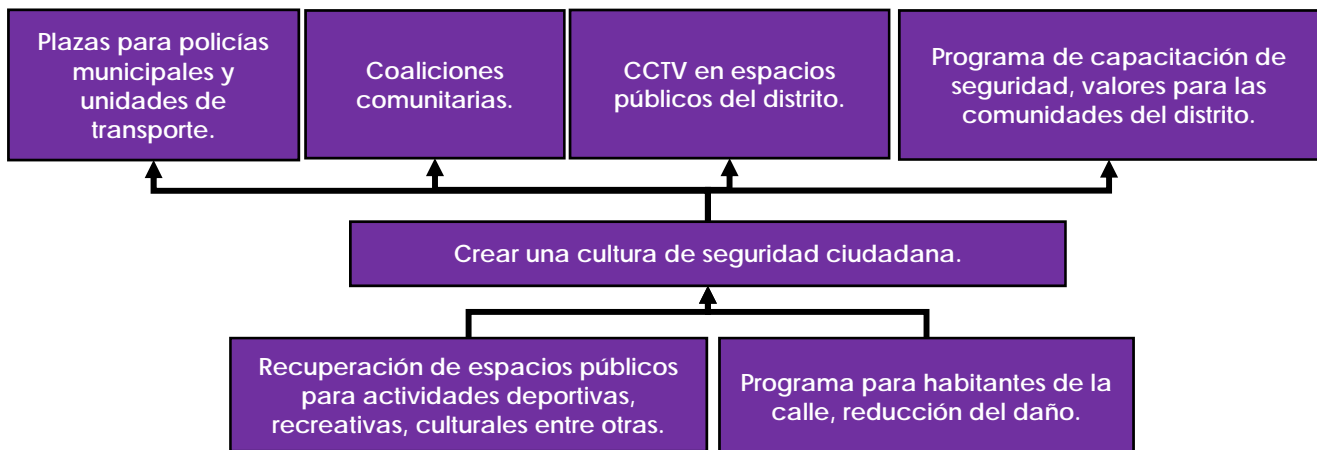 Plazas para policías
municipales y
unidades de
transporte.
Coaliciones
comunitarias.
CCTV en espacios
públicos del distrito.
Programa de capacitación de
seguridad, valores para las
comunidades del distrito.
Crear una cultura de seguridad ciudadana.
Recuperación de espacios públicos
para actividades deportivas,
recreativas, culturales entre otras.
Programa para habitantes de la
calle, reducción del daño.